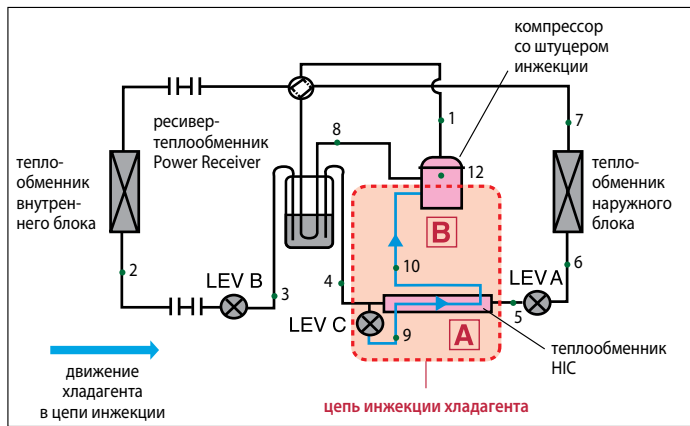 компрессор
со штуцером
инжекции
1
7
8
ресивер-
теплообменник
Power Receiver
тепло-
обменник
внутрен-
него блока
12
тепло-
обменник
наружного
блока
B
2
LEV B
3
4
10
LEV A
6
5
LEV C
9
A
теплообменник
HIC
движение
хладагента
в цепи инжекции
цепь инжекции хладагента